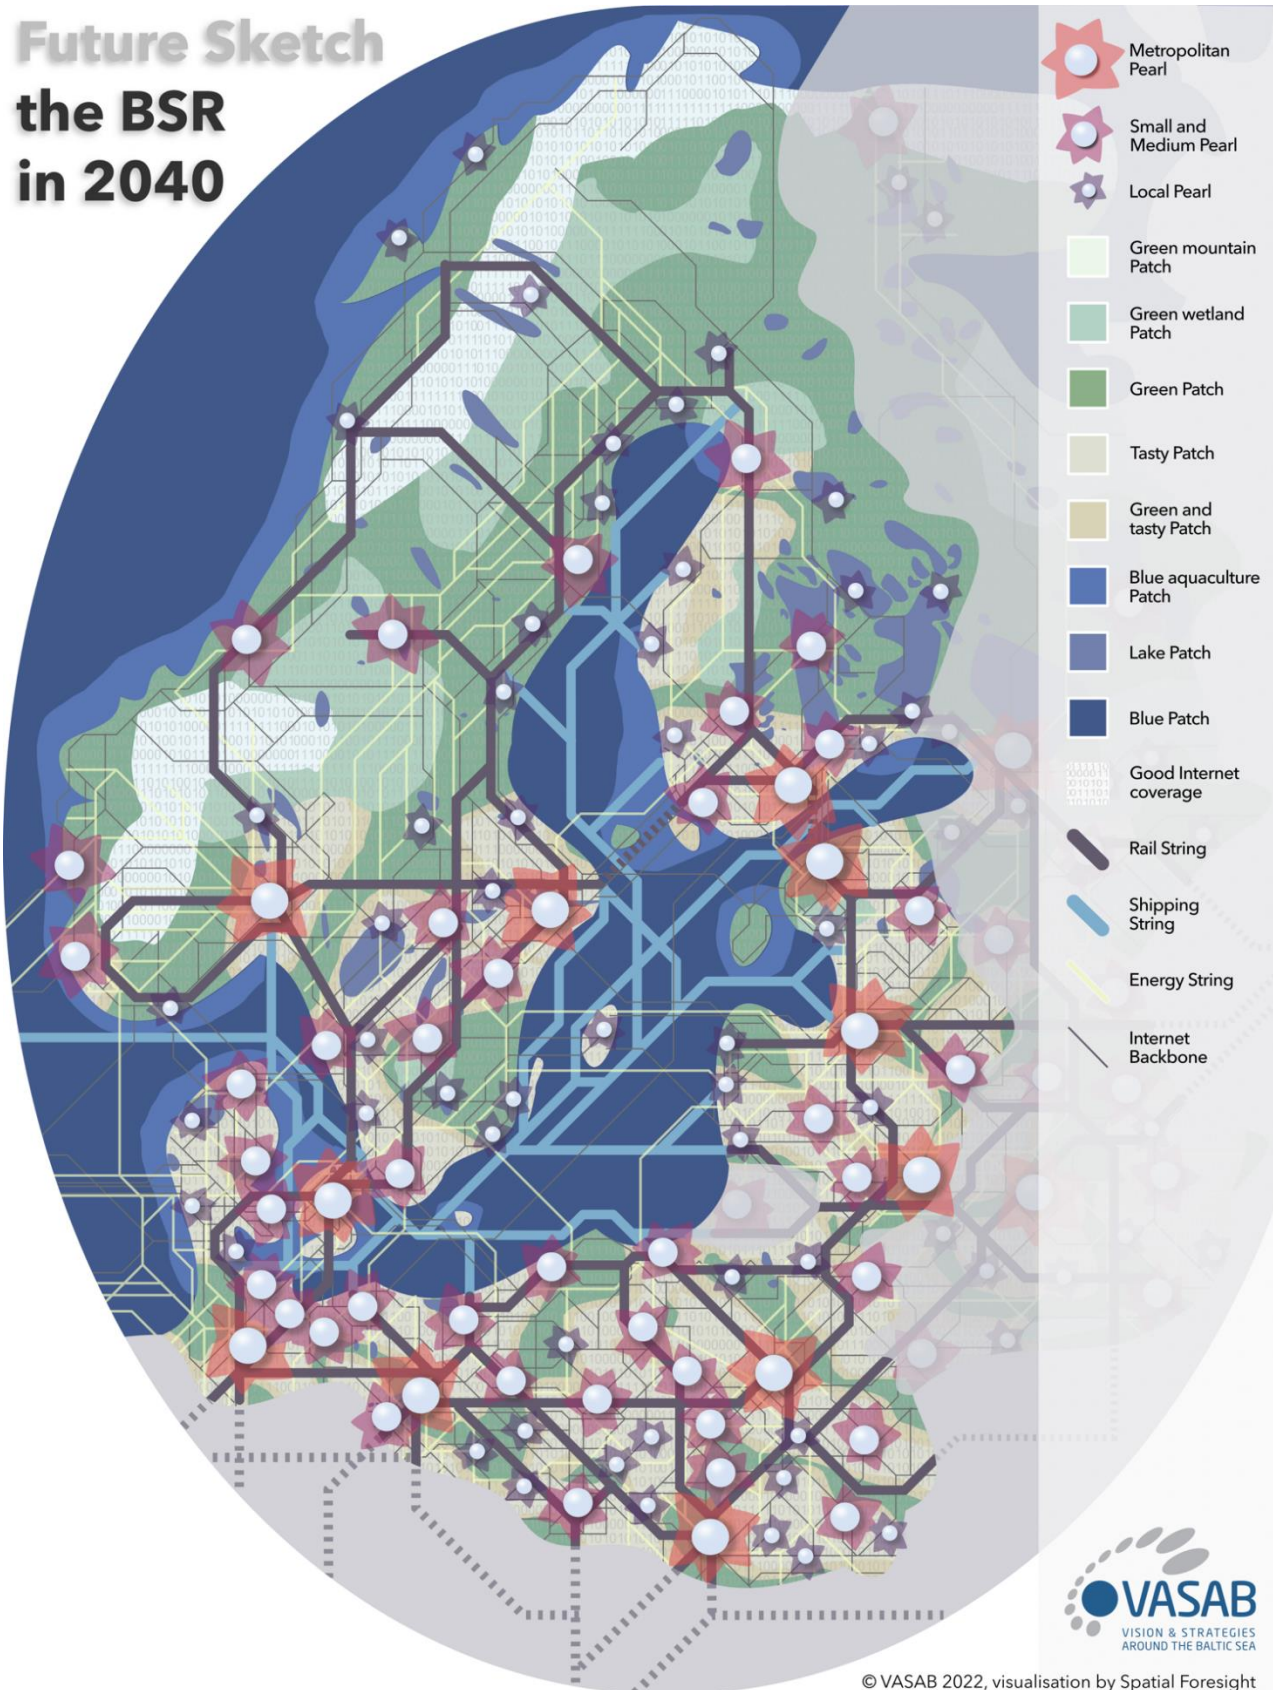 Future Sketch
the BSR
in 2040
Metropolitan
Pearl
Small and
Medium Pearl
Local Pearl
Green mountain
Patch
Green wetland
Patch
Green Patch
Tasty Patch
Green and
tasty Patch
Blue aquaculture
Patch
Lake Patch
Blue Patch
Good Internet
coverage
Rail String
Shipping
String
Energy String
Internet
Backbone
VASAB
VISION & STRATEGIES
AROUND THE BALTIC SEA
© VASAB 2022, visualisation by Spatial Foresight